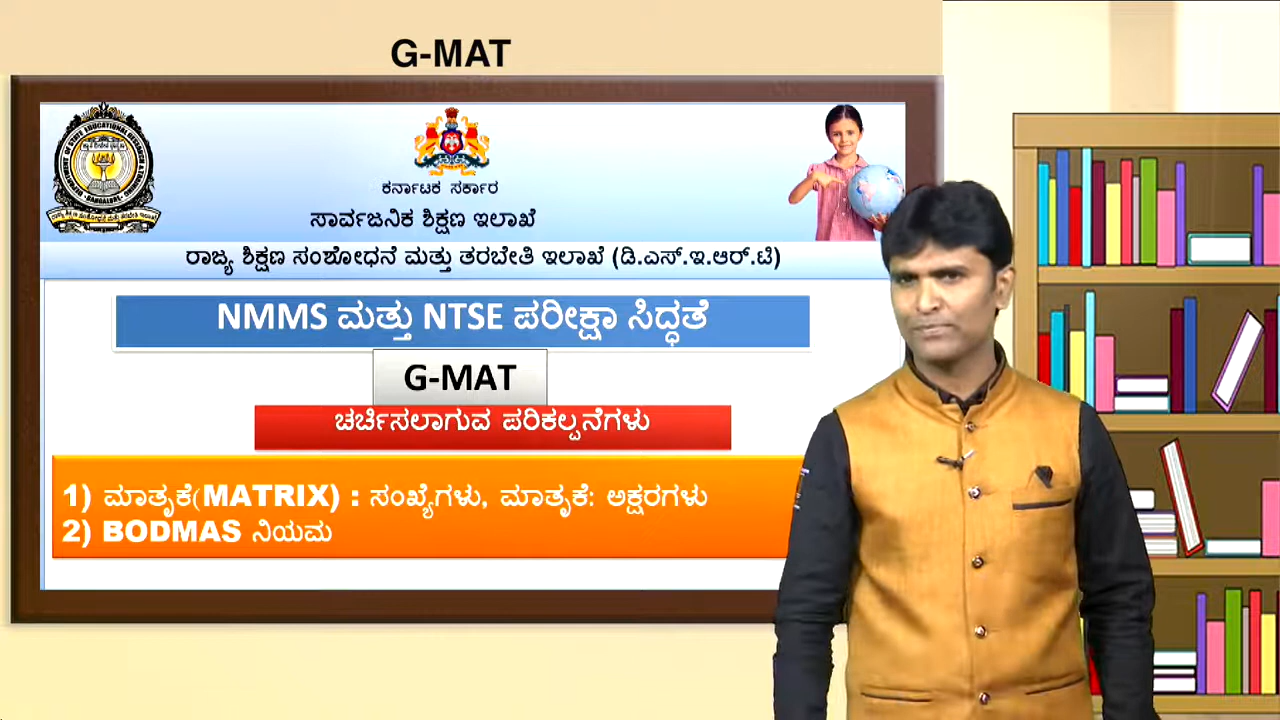 G-MAT
ಕರ್ನಾಟಕ ಸರ್ಕಾರ
ಸಾರ್ವಜನಿಕ ಶಿಕ್ಷಣ ಇಲಾಖೆ
ರಾಜ್ಯ ಶಿಕ್ಷಣ ಸಂಶೋಧನೆ ಮತ್ತು ತರಬೇತಿ ಇಲಾಖೆ (ಡಿ.ಎಸ್.ಇ.ಆರ್.ಟಿ)
NMMS ಮತ್ತು NTSE ಪರೀಕ್ಷಾ ಸಿದ್ಧತೆ
G-MAT
ಚರ್ಚಿಸಲಾಗುವ ಪರಿಕಲ್ಪನೆಗಳು
1) ಮಾತೃಕೆ(MATRIX) : ಸಂಖ್ಯೆಗಳು, ಮಾತೃಕೆ: ಅಕ್ಷರಗಳು
2) BODMAS ನಿಯಮ